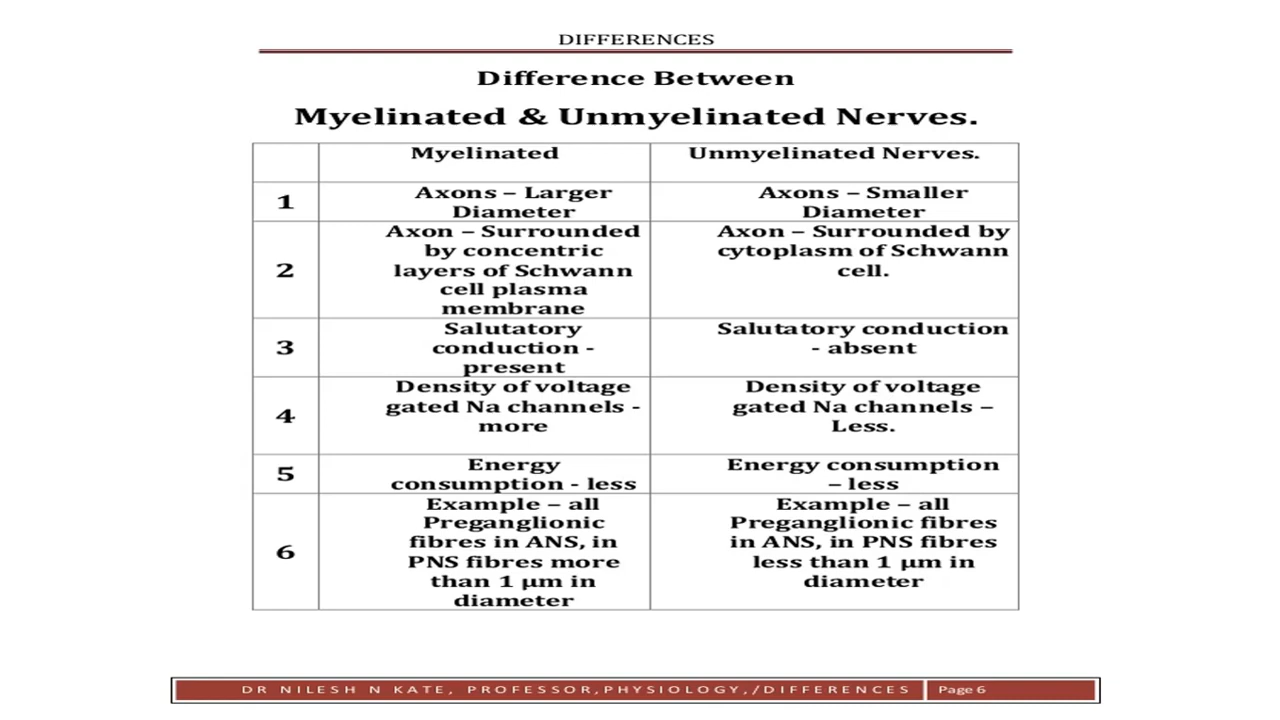 DIFFERENCES
Difference Between
Myelinated & Unmyelinated Nerves.
Myelinated
Unmyelinated Nerves.
1
Axons – Larger
Diameter
Axons – Smaller
Diameter
2
Axon – Surrounded
by concentric
layers of Schwann
cell plasma
membrane
Axon – Surrounded by
cytoplasm of Schwann
cell.
3
Salutatory
conduction -
present
Salutatory conduction
- absent
4
Density of voltage
gated Na channels -
more
Density of voltage
gated Na channels –
Less.
5
Energy
consumption - less
Energy consumption
– less
6
Example – all
Preganglionic
fibres in ANS, in
PNS fibres more
than 1 µm in
diameter
Example – all
Preganglionic fibres
in ANS, in PNS fibres
less than 1 µm in
diameter
DR NILESH N KATE, PROFESSOR,PHYSIOLOGY,/DIFFERENCES
Page 6